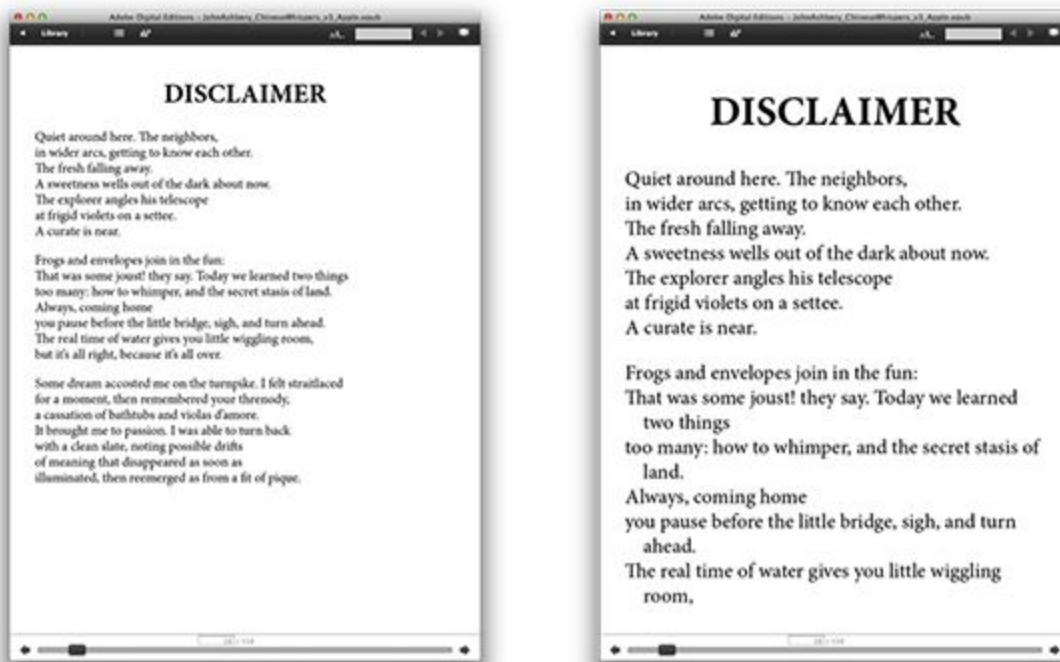 Adobe Digital Editions - JohnAshbery_ChineseWhispers_v3_Apple.epub
Library
DISCLAIMER
Quiet around here. The neighbors,
in wider arcs, getting to know each other.
The fresh falling away.
A sweetness wells out of the dark about now.
The explorer angles his telescope
at frigid violets on a settee.
A curate is near.
Frogs and envelopes join in the fun:
That was some joust! they say. Today we learned two things
too many: how to whimper, and the secret stasis of land.
Always, coming home
you pause before the little bridge, sigh, and turn ahead.
The real time of water gives you little wiggling room,
but it's all right, because it's all over.
Some dream accosted me on the turnpike. I felt straitlaced
for a moment, then remembered your threnody,
a cassation of bathtubs and violas d'amore.
It brought me to passion. I was able to turn back
with a clean slate, noting possible drifts
of meaning that disappeared as soon as
illuminated, then reemerged as from a fit of pique.
Adobe Digital Editions - JohnAshbery_ChineseWhispers_v3_Apple.epub
Library
DISCLAIMER
Quiet around here. The neighbors,
in wider arcs, getting to know each other.
The fresh falling away.
A sweetness wells out of the dark about now.
The explorer angles his telescope
at frigid violets on a settee.
A curate is near.
Frogs and envelopes join in the fun:
That was some joust! they say. Today we learned
two things
too many: how to whimper, and the secret stasis of
land.
Always, coming home
you pause before the little bridge, sigh, and turn
ahead.
The real time of water gives you little wiggling
room,